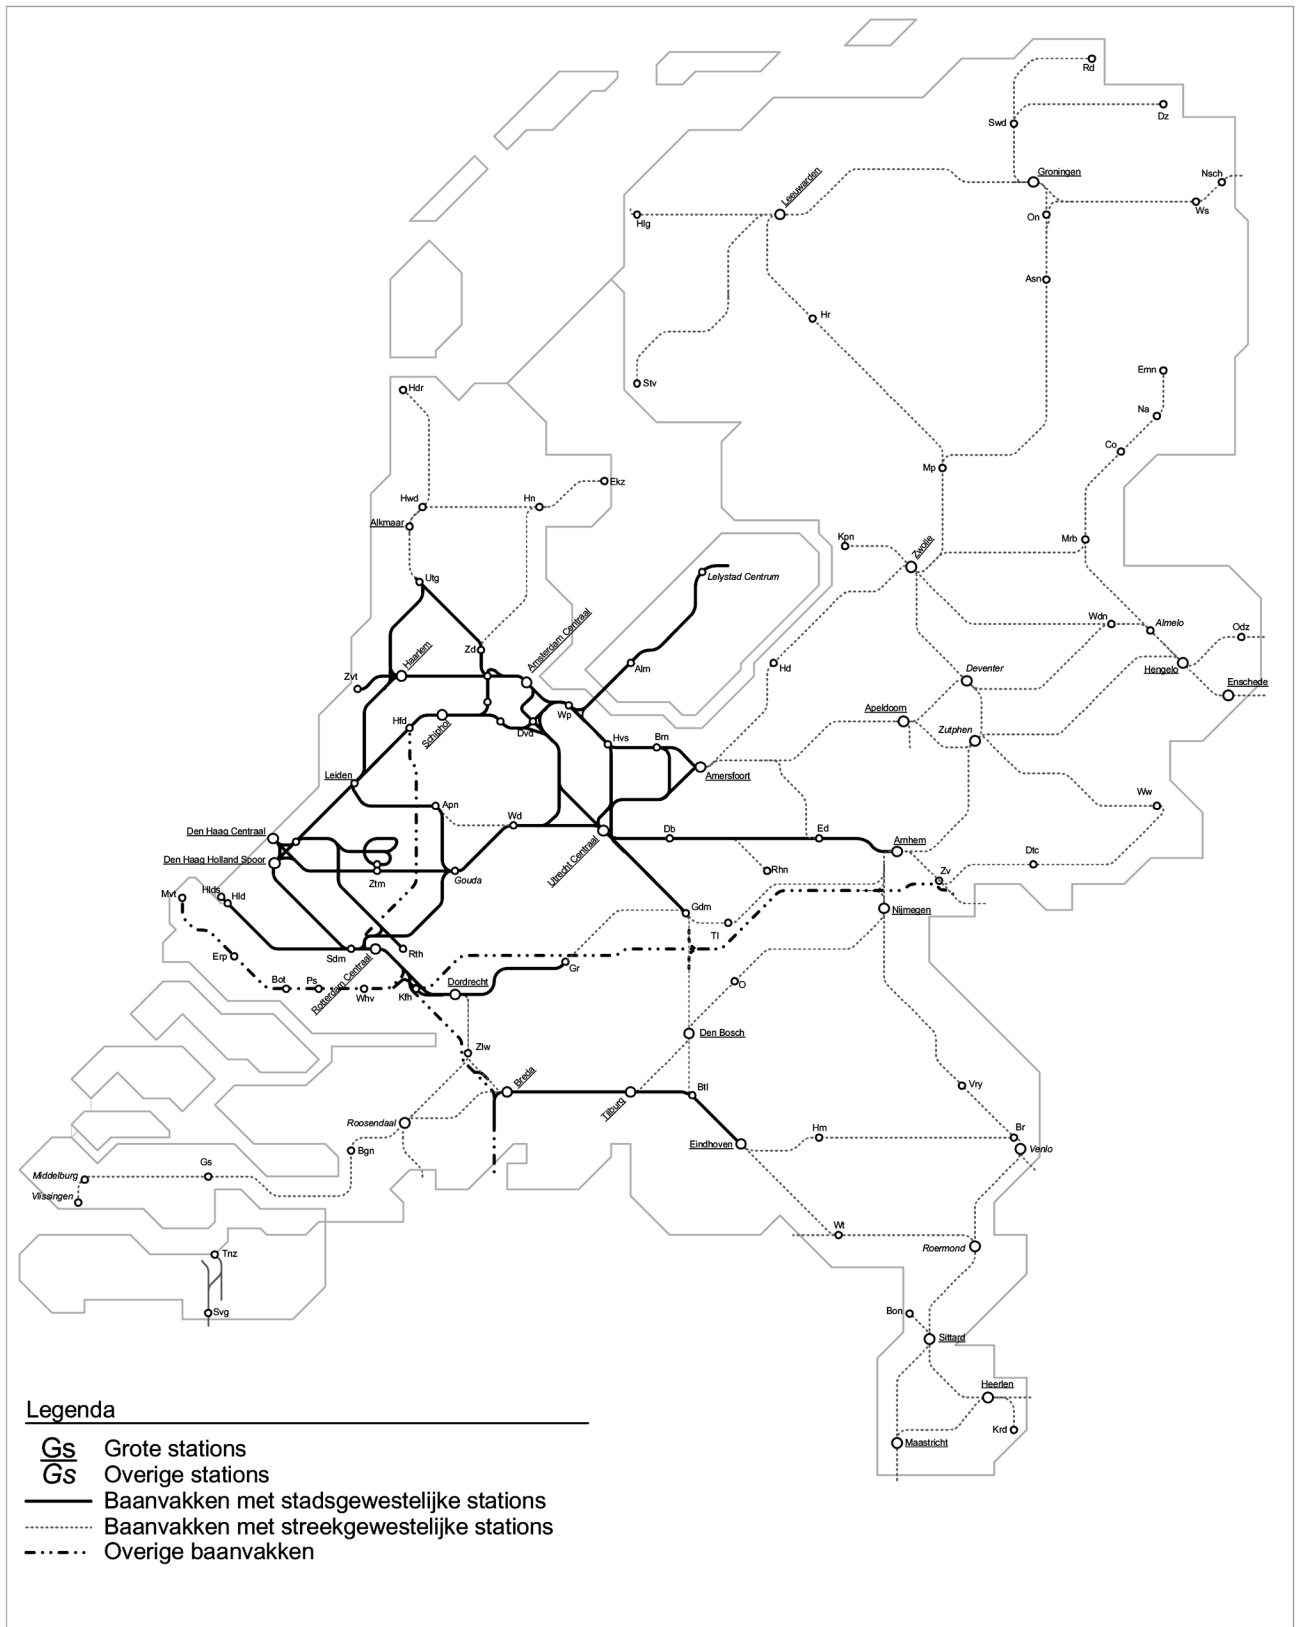 Rd
Dz
Swd
Groningen
Nsch
Leeuwarden
Ws
Hlg
On
Asn
Hr
Emn
Stv
Hdr
Na
Co
Mp
Ekz
Hwd
Hn
Alkmaar
Kpn
Zwolle
Mrb
Utg
Lelystad Centrum
Amsterdam Centraal
Wdn
Almelo
Odz
Zd
Haarlem
Zvt
Alm
Hd
Deventer
Hengelo
Enschede
Apeldoorn
Hfd
Schiphol
Wp
Dvd
Zutphen
Hvs
Brn
Leiden
Amersfoort
Apn
Ww
Wd
Den Haag Centraal
Db
Ed
Arnhem
Den Haag Holland Spoor
Utrecht Centraal
Dtc
Ztm
Gouda
Rhn
Zv
Mvt
Hlds
Hld
Gdm
Nijmegen
Tl
Erp
Sdm
Rotterdam Centraal
Rth
Gr
Bot
Ps
Whv
Kfh
Dordrecht
O
Den Bosch
Zlw
Breda
Btl
Vry
Tilburg
Roosendaal
Eindhoven
Hm
Br
Venlo
Bgn
Gs
Middelburg
Vlissingen
Wt
Roermond
Tnz
Svg
Bon
Sittard
Heerlen
Krd
Maastricht
Legenda
Gs Grote stations
Gs Overige stations
Baanvakken met stadsgewestelijke stations
Baanvakken met streekgewestelijke stations
Overige baanvakken